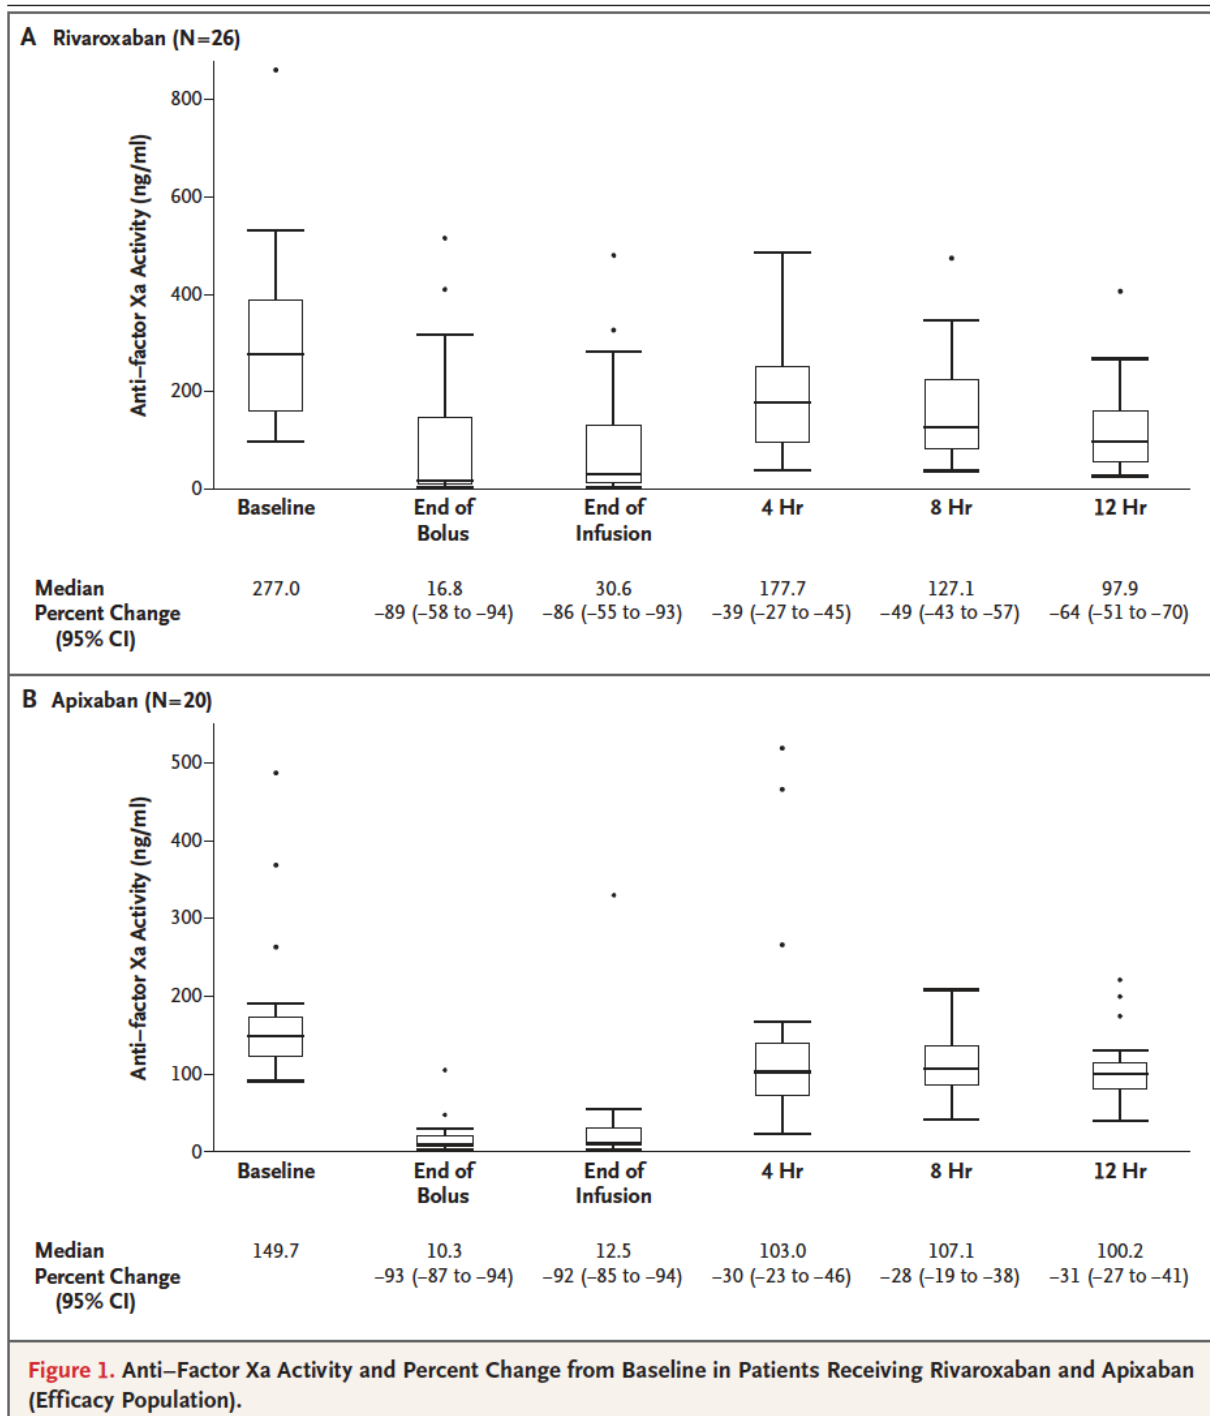 A Rivaroxaban (N=26)
Anti–factor Xa Activity (ng/ml)
800
600
400
200
0
Baseline End of Bolus End of Infusion 4 Hr 8 Hr 12 Hr
Median 277.0 16.8 30.6 177.7 127.1 97.9
Percent Change –89 (–58 to –94) –86 (–55 to –93) –39 (–27 to –45) –49 (–43 to –57) –64 (–51 to –70)
(95% CI)
B Apixaban (N=20)
Anti–factor Xa Activity (ng/ml)
500
400
300
200
100
0
Baseline End of Bolus End of Infusion 4 Hr 8 Hr 12 Hr
Median 149.7 10.3 12.5 103.0 107.1 100.2
Percent Change –93 (–87 to –94) –92 (–85 to –94) –30 (–23 to –46) –28 (–19 to –38) –31 (–27 to –41)
(95% CI)
Figure 1. Anti–Factor Xa Activity and Percent Change from Baseline in Patients Receiving Rivaroxaban and Apixaban
(Efficacy Population).